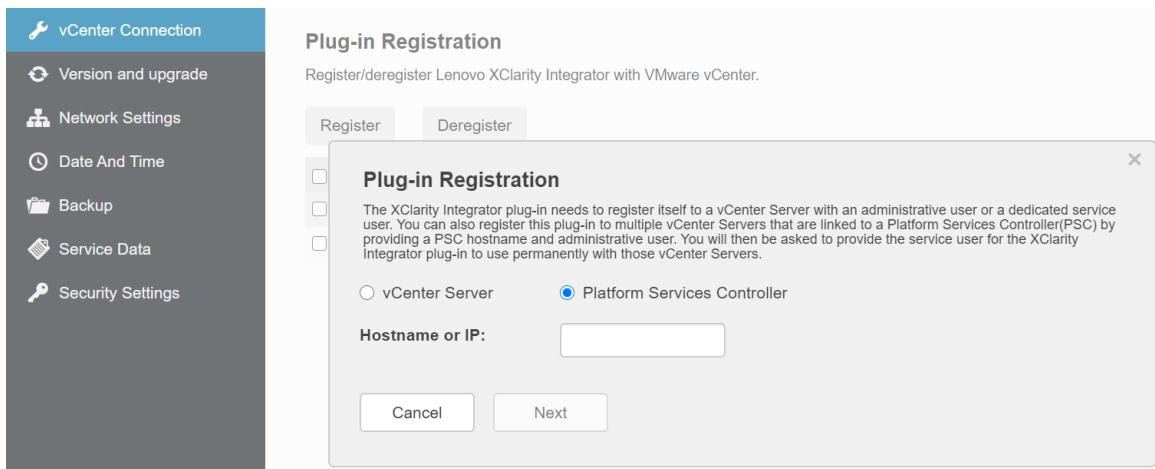 vCenter Connection
Version and upgrade
Network Settings
Date And Time
Backup
Service Data
Security Settings
Plug-in Registration
Register/deregister Lenovo XClarity Integrator with VMware vCenter.
Register Deregister
Plug-in Registration
The XClarity Integrator plug-in needs to register itself to a vCenter Server with an administrative user or a dedicated service
user. You can also register this plug-in to multiple vCenter Servers that are linked to a Platform Services Controller(PSC) by
providing a PSC hostname and administrative user. You will then be asked to provide the service user for the XClarity
Integrator plug-in to use permanently with those vCenter Servers.
vCenter Server Platform Services Controller
Hostname or IP:
Cancel Next